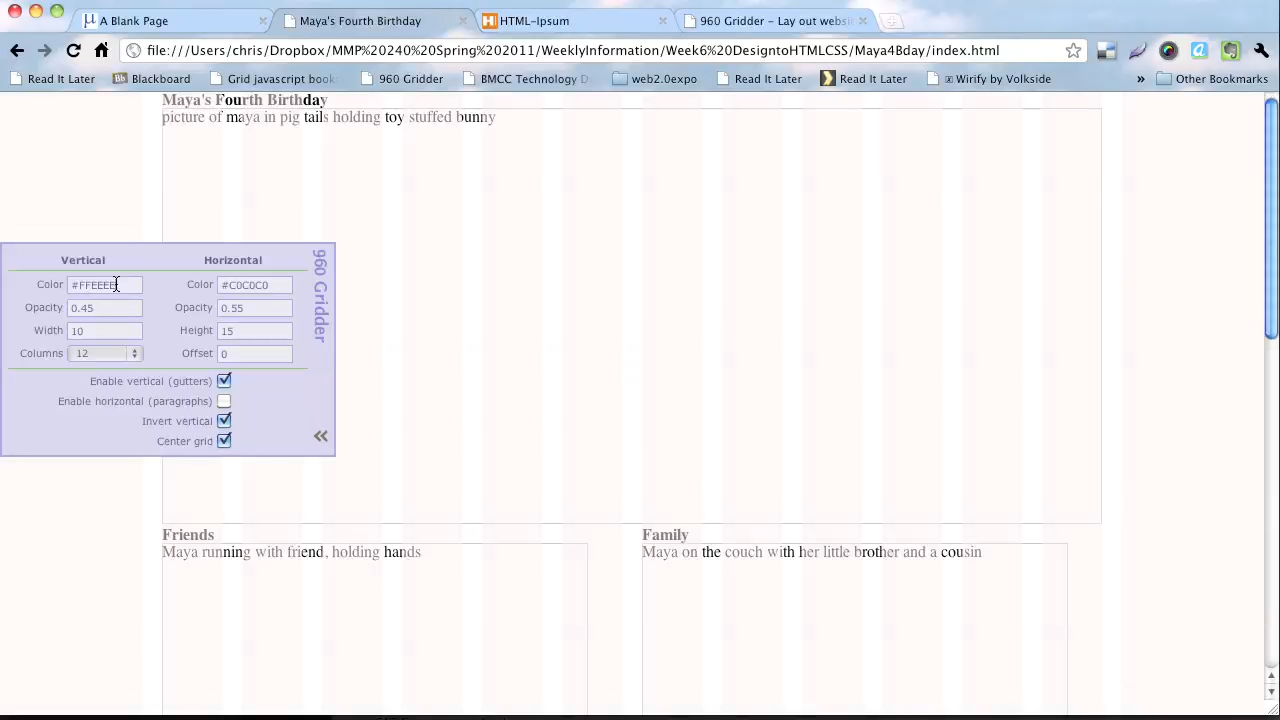 A Blank Page
Maya's Fourth Birthday
HTML-Ipsum
960 Gridder – Lay out websi
file:///Users/chris/Dropbox/MMP%20240%20Spring%202011/WeeklyInformation/Week6%20DesigntoHTMLCSS/Maya4Bday/index.html
Read It Later
Blackboard
Grid javascript book
960 Gridder
BMCC Technology D
web2.0expo
Read It Later
Read It Later
Wirify by Volkside
»
Other Bookmarks
Maya's Fourth Birthday
picture of maya in pig tails holding toy stuffed bunny
Vertical Horizontal
Color #FFEEEE Color #C0C0C0
Opacity 0.45 Opacity 0.55
Width 10 Height 15
Columns 12 Offset 0
Enable vertical (gutters)
Enable horizontal (paragraphs)
Invert vertical
Center grid
960 Gridder
«
Friends
Maya running with friend, holding hands
Family
Maya on the couch with her little brother and a cousin